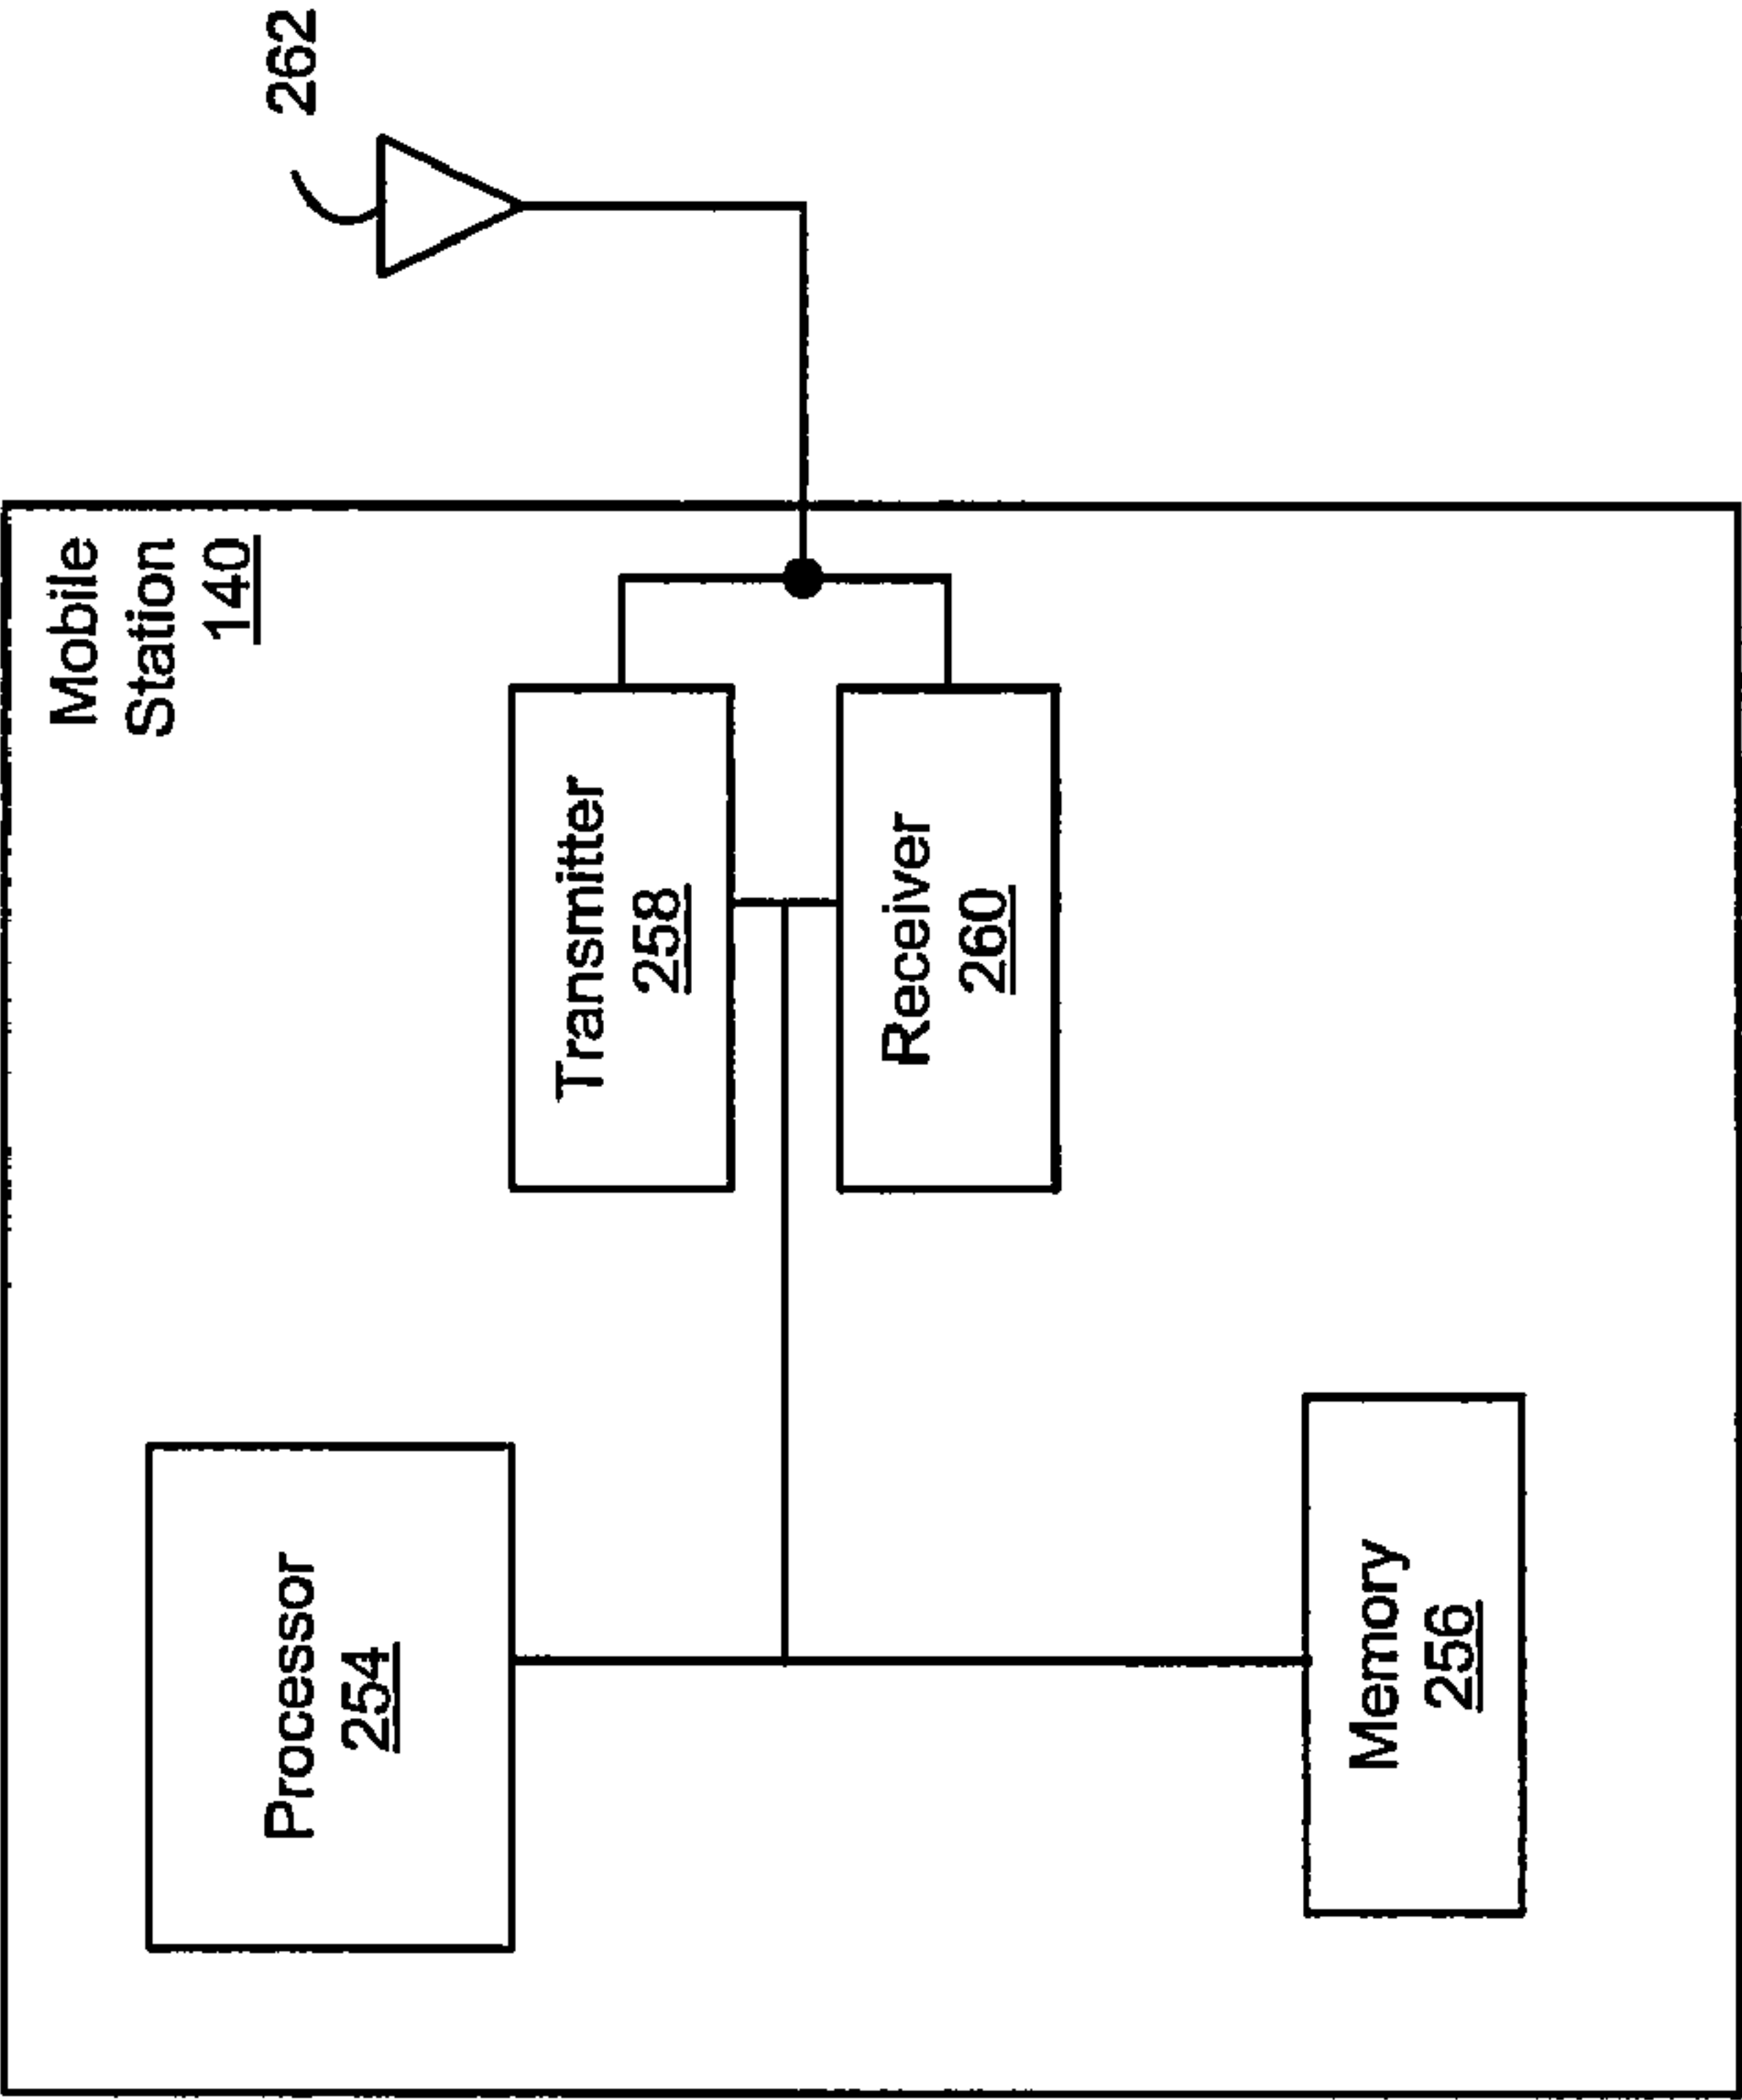 Mobile
Station
140
262
Processor
254
Transmitter
258
Receiver
260
Memory
256